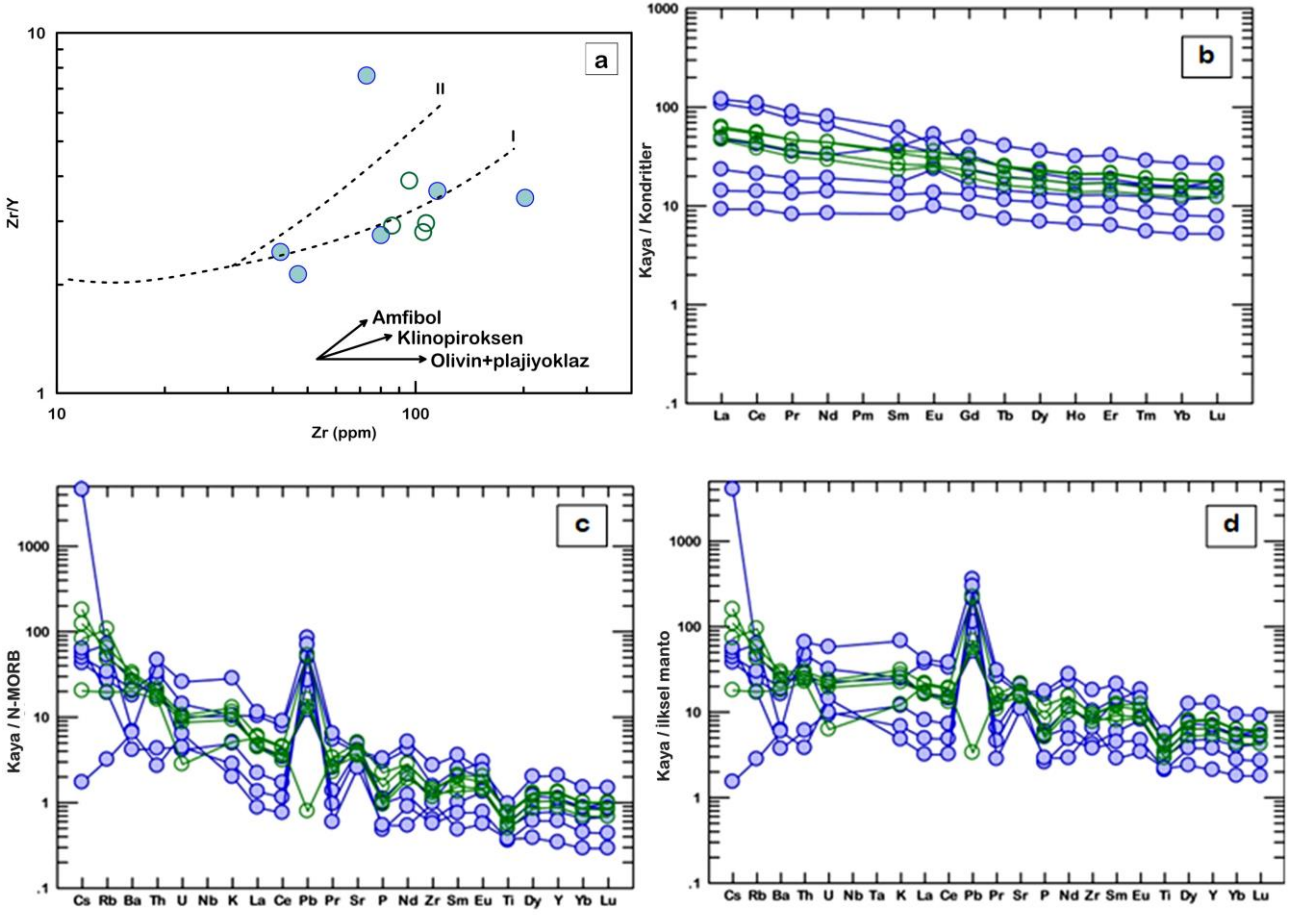 a
10
1
Zr/Y
II
I
Amfibol
Klinopiroksen
Olivin+plajiyoklaz
10
100
Zr (ppm)
b
1000
100
10
1
.1
Kaya / Kondritler
La Ce Pr Nd Pm Sm Eu Gd Tb Dy Ho Er Tm Yb Lu
c
1000
100
10
1
.1
Kaya / N-MORB
Cs Rb Ba Th U Nb K La Ce Pb Pr Sr P Nd Zr Sm Eu Ti Dy Y Yb Lu
d
1000
100
10
1
.1
Kaya / ilksel manto
Cs Rb Ba Th U Nb Ta K La Ce Pb Pr Sr P Nd Zr Sm Eu Ti Dy Y Yb Lu